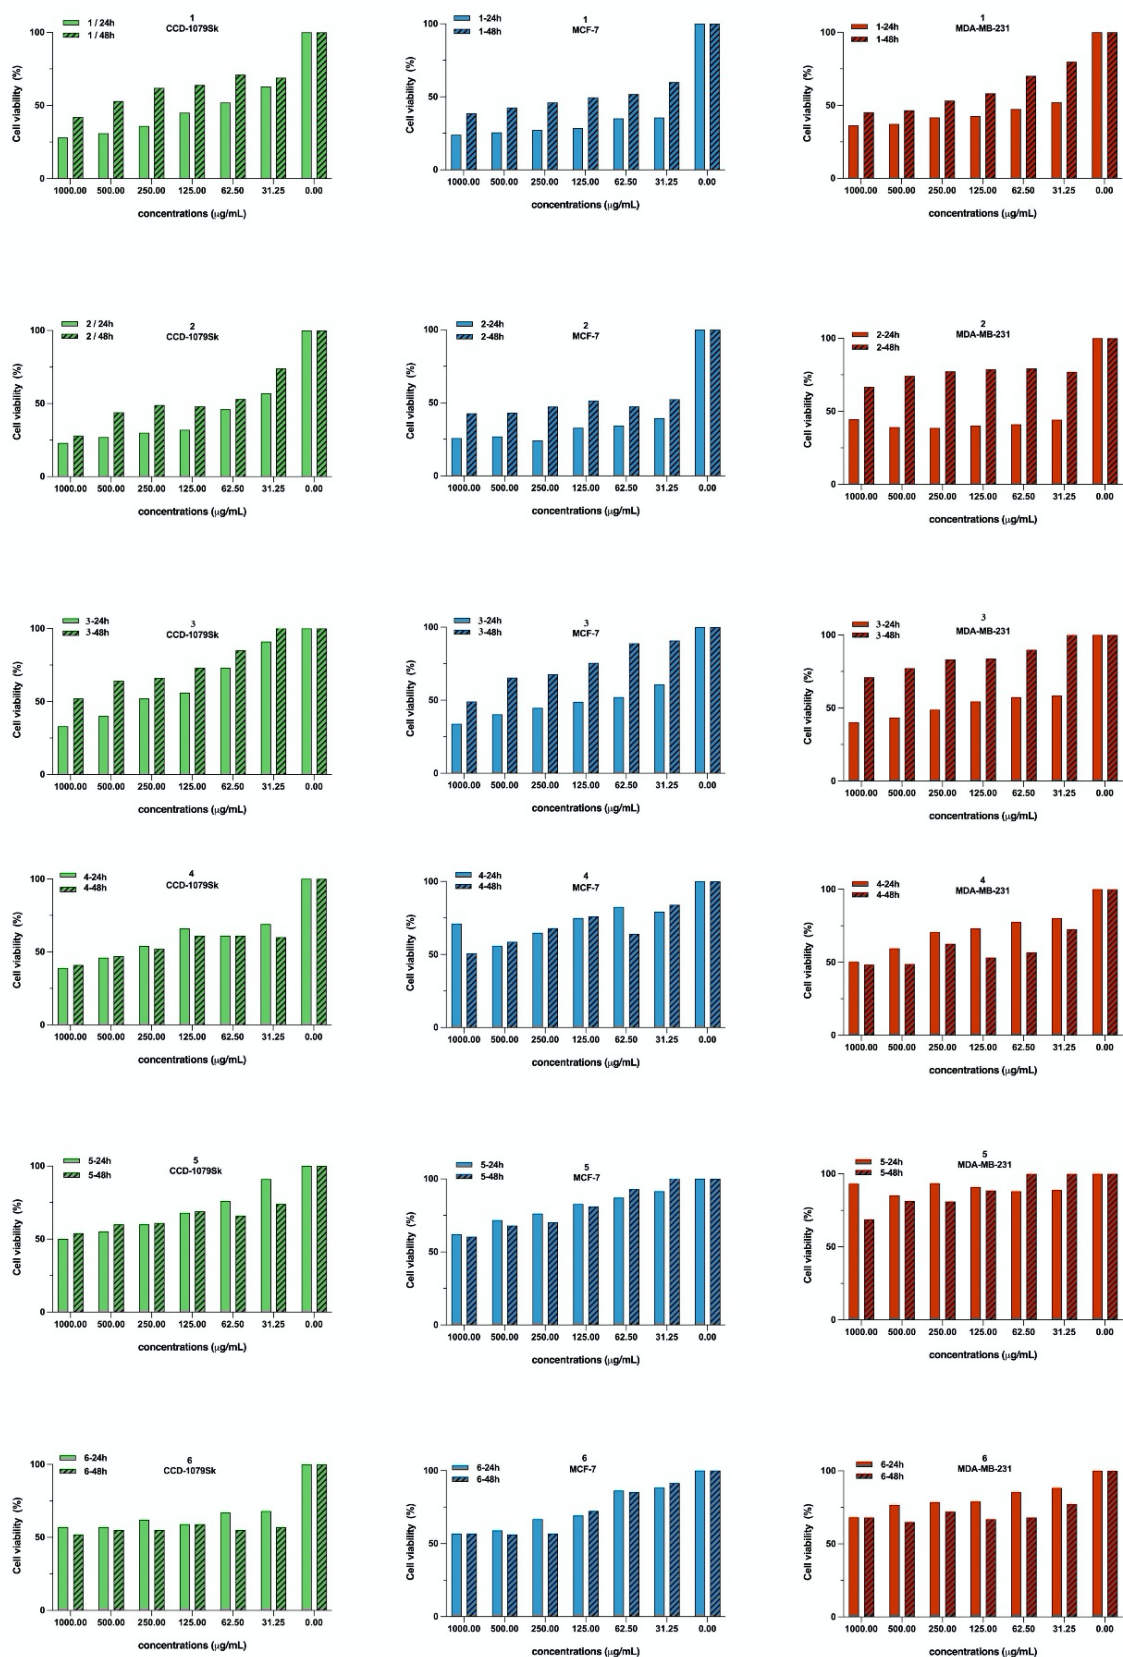 1
CCD-1079Sk
1 / 24h
1 / 48h
Cell viability (%)
100
50
0
1000.00 500.00 250.00 125.00 62.50 31.25 0.00
concentrations (µg/mL)
1
MCF-7
1-24h
1-48h
Cell viability (%)
100
50
0
1000.00 500.00 250.00 125.00 62.50 31.25 0.00
concentrations (µg/mL)
1
MDA-MB-231
1-24h
1-48h
Cell viability (%)
100
50
0
1000.00 500.00 250.00 125.00 62.50 31.25 0.00
concentrations (µg/mL)
2
CCD-1079Sk
2 / 24h
2 / 48h
Cell viability (%)
100
50
0
1000.00 500.00 250.00 125.00 62.50 31.25 0.00
concentrations (µg/mL)
2
MCF-7
2-24h
2-48h
Cell viability (%)
100
50
0
1000.00 500.00 250.00 125.00 62.50 31.25 0.00
concentrations (µg/mL)
2
MDA-MB-231
2-24h
2-48h
Cell viability (%)
100
50
0
1000.00 500.00 250.00 125.00 62.50 31.25 0.00
concentrations (µg/mL)
3
CCD-1079Sk
3-24h
3-48h
Cell viability (%)
100
50
0
1000.00 500.00 250.00 125.00 62.50 31.25 0.00
concentrations (µg/mL)
3
MCF-7
3-24h
3-48h
Cell viability (%)
100
50
0
1000.00 500.00 250.00 125.00 62.50 31.25 0.00
concentrations (µg/mL)
3
MDA-MB-231
3-24h
3-48h
Cell viability (%)
100
50
0
1000.00 500.00 250.00 125.00 62.50 31.25 0.00
concentrations (µg/mL)
4
CCD-1079Sk
4-24h
4-48h
Cell viability (%)
100
50
0
1000.00 500.00 250.00 125.00 62.50 31.25 0.00
concentrations (µg/mL)
4
MCF-7
4-24h
4-48h
Cell viability (%)
100
50
0
1000.00 500.00 250.00 125.00 62.50 31.25 0.00
concentrations (µg/mL)
4
MDA-MB-231
4-24h
4-48h
Cell viability (%)
100
50
0
1000.00 500.00 250.00 125.00 62.50 31.25 0.00
concentrations (µg/mL)
5
CCD-1079Sk
5-24h
5-48h
Cell viability (%)
100
50
0
1000.00 500.00 250.00 125.00 62.50 31.25 0.00
concentrations (µg/mL)
5
MCF-7
5-24h
5-48h
Cell viability (%)
100
50
0
1000.00 500.00 250.00 125.00 62.50 31.25 0.00
concentrations (µg/mL)
5
MDA-MB-231
5-24h
5-48h
Cell viability (%)
100
50
0
1000.00 500.00 250.00 125.00 62.50 31.25 0.00
concentrations (µg/mL)
6
CCD-1079Sk
6-24h
6-48h
Cell viability (%)
100
50
0
1000.00 500.00 250.00 125.00 62.50 31.25 0.00
concentrations (µg/mL)
6
MCF-7
6-24h
6-48h
Cell viability (%)
100
50
0
1000.00 500.00 250.00 125.00 62.50 31.25 0.00
concentrations (µg/mL)
6
MDA-MB-231
6-24h
6-48h
Cell viability (%)
100
50
0
1000.00 500.00 250.00 125.00 62.50 31.25 0.00
concentrations (µg/mL)